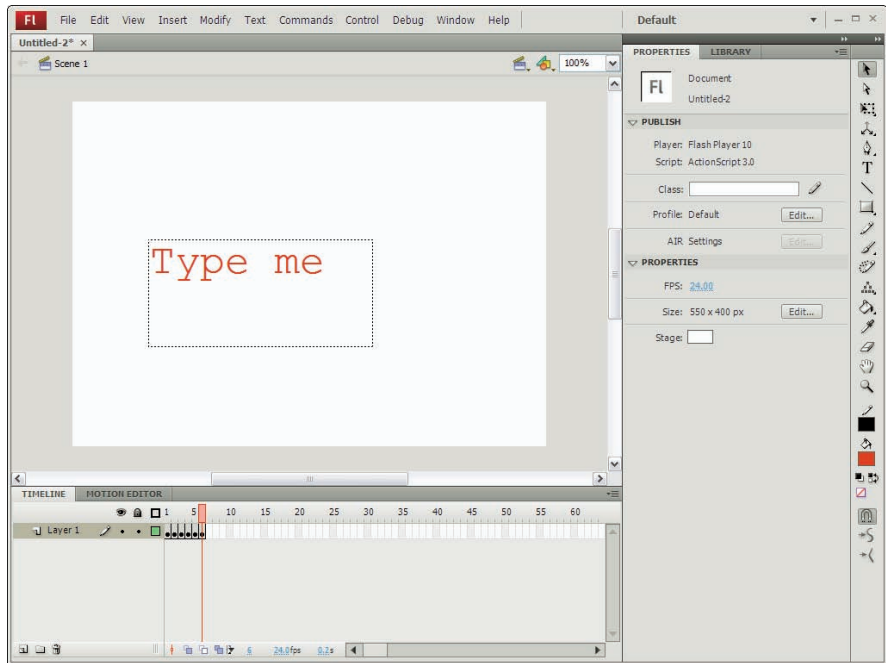 FL File Edit View Insert Modify Text Commands Control Debug Window Help Default
Untitled-2* ×
Scene 1 100%
Type me
PROPERTIES LIBRARY
FL Document
Untitled-2
PUBLISH
Player: Flash Player 10
Script: ActionScript 3.0
Class:
Profile: Default Edit...
AIR Settings Edit...
PROPERTIES
FPS: 24.00
Size: 550 x 400 px Edit...
Stage:
T
TIMELINE MOTION EDITOR
1 5 10 15 20 25 30 35 40 45 50 55 60
Layer 1
6 24.0fps 0.2s